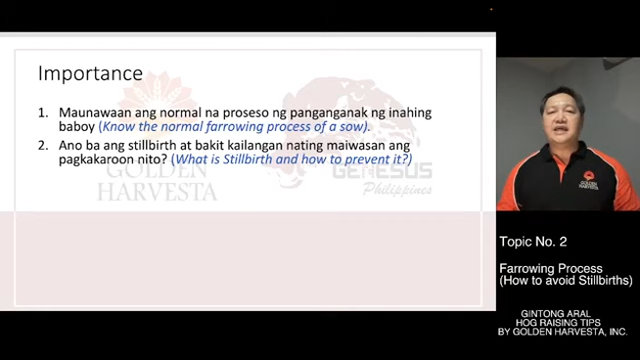 Importance
1. Maunawaan ang normal na proseso ng panganganak ng inahing
baboy (Know the normal farrowing process of a sow).
2. Ano ba ang stillbirth at bakit kailangan nating maiwasan ang
pagkakaroon nito? (What is Stillbirth and how to prevent it?)
GOLDEN
HARVESTA
GENESUS
Philippines
GOLDEN
HARVESTA
Topic No. 2
Farrowing Process
(How to avoid Stillbirths)
GINTONG ARAL
HOG RAISING TIPS
BY GOLDEN HARVESTA, INC.